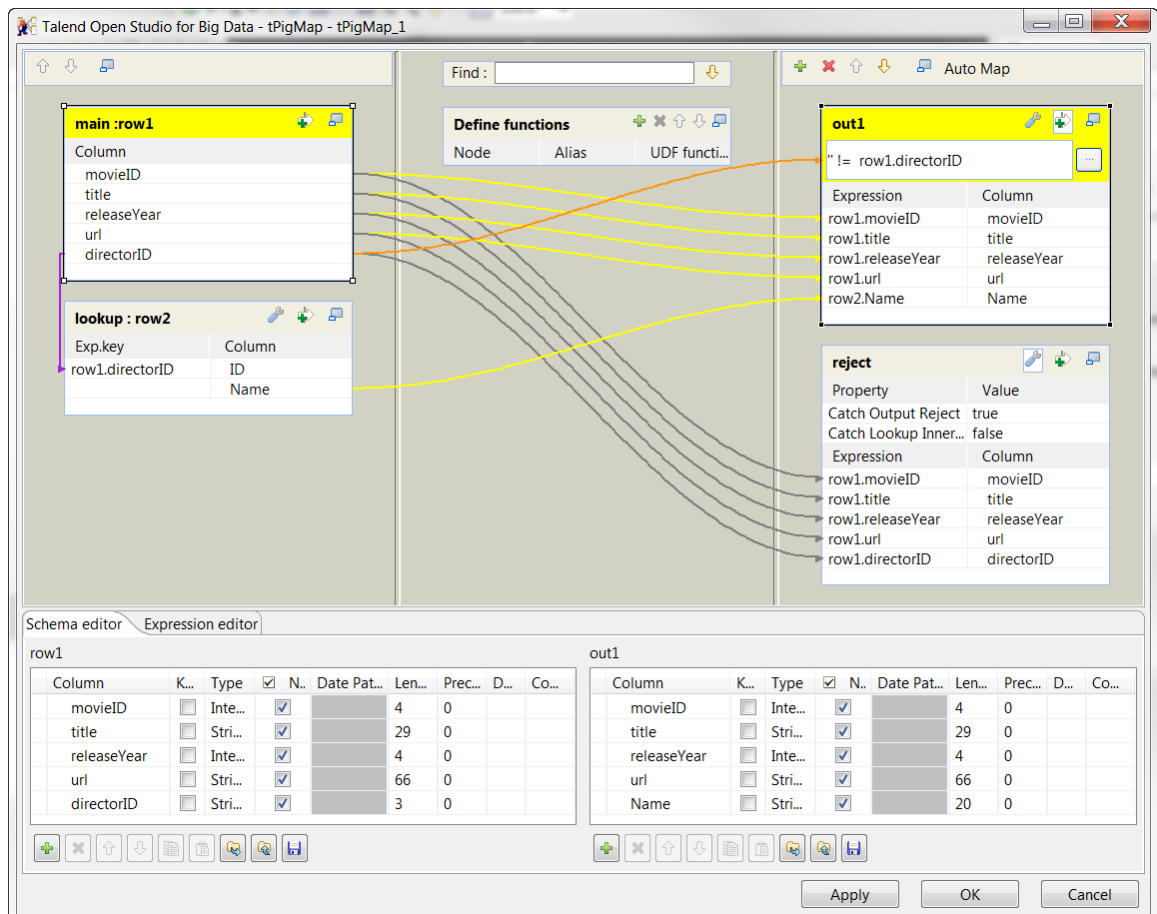 Talend Open Studio for Big Data - tPigMap - tPigMap_1
Find :
Auto Map
main :row1
Column
movieID
title
releaseYear
url
directorID
lookup : row2
Exp.key Column
row1.directorID ID
Name
Define functions
Node Alias UDF functi...
out1
'' != row1.directorID
...
Expression Column
row1.movieID movieID
row1.title title
row1.releaseYear releaseYear
row1.url url
row2.Name Name
reject
Property Value
Catch Output Reject true
Catch Lookup Inner... false
Expression Column
row1.movieID movieID
row1.title title
row1.releaseYear releaseYear
row1.url url
row1.directorID directorID
Schema editor Expression editor
row1
Column K... Type N.. Date Pat... Len... Prec... D... Co...
movieID Inte... 4 0
title Stri... 29 0
releaseYear Inte... 4 0
url Stri... 66 0
directorID Stri... 3 0
out1
Column K... Type N.. Date Pat... Len... Prec... D... Co...
movieID Inte... 4 0
title Stri... 29 0
releaseYear Inte... 4 0
url Stri... 66 0
Name Stri... 20 0
Apply OK Cancel